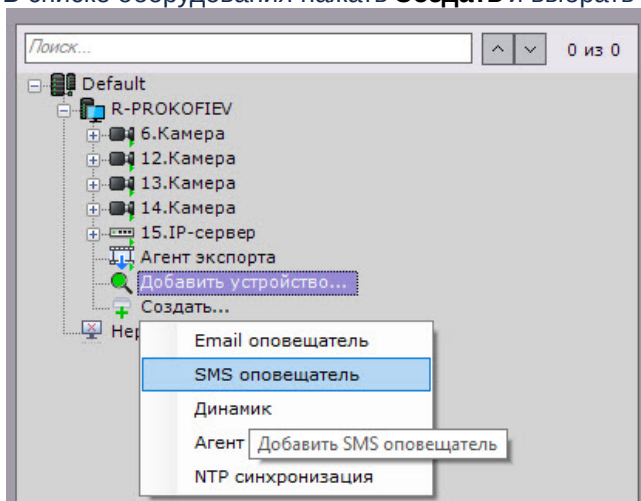 В списке оборудования нажать Создать и выбрать
Поиск...
0 из 0
Default
R-PROKOFIEV
6.Камера
12.Камера
13.Камера
14.Камера
15.IP-сервер
Агент экспорта
Добавить устройство...
Создать...
Нер
Email оповещатель
SMS оповещатель
Динамик
Агент
Добавить SMS оповещатель
NTP синхронизация